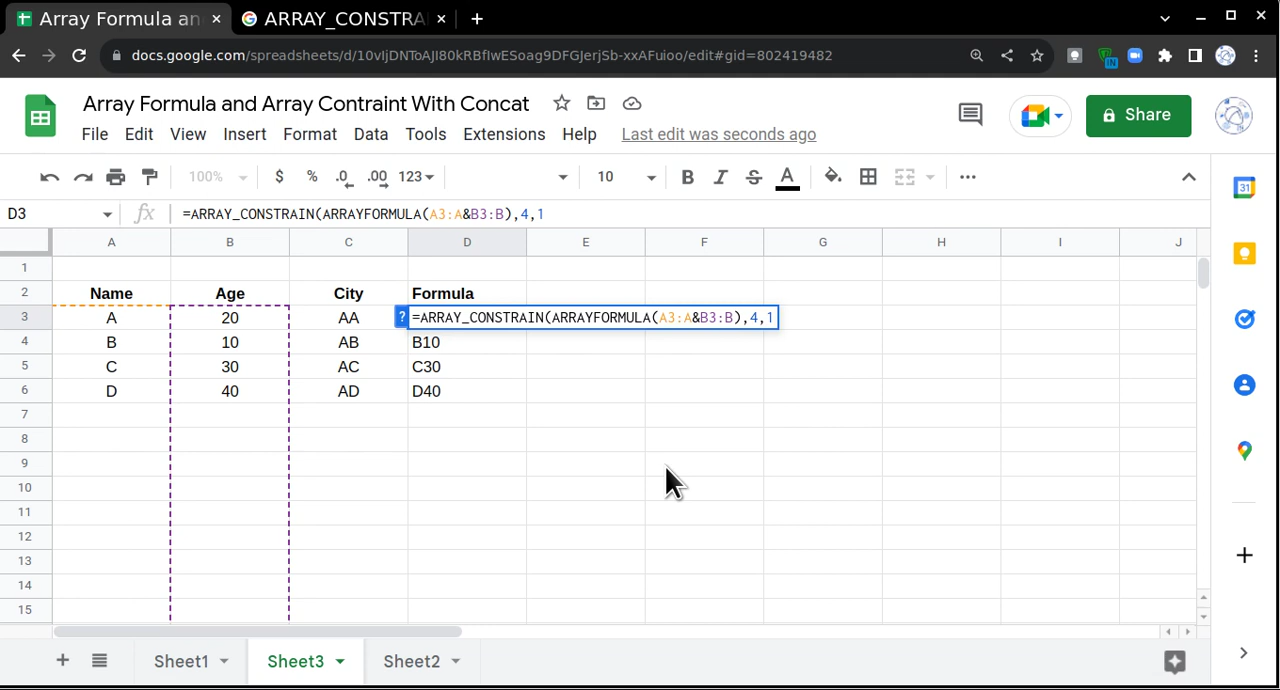 Array Formula an
ARRAY_CONSTRA
docs.google.com/spreadsheets/d/10vIjDNToAJI80kRBfIwESoag9DFGJerjSb-xxAFuioo/edit#gid=802419482
IN
Array Formula and Array Contraint With Concat
File Edit View Insert Format Data Tools Extensions Help Last edit was seconds ago
Share
100% $ % .0 .00 123 10 B I S A
D3 fx =ARRAY_CONSTRAIN(ARRAYFORMULA(A3:A&B3:B),4,1
A B C D E F G H I J
1
2 Name Age City Formula
3 A 20 AA ? =ARRAY_CONSTRAIN(ARRAYFORMULA(A3:A&B3:B),4,1
4 B 10 AB B10
5 C 30 AC C30
6 D 40 AD D40
7
8
9
10
11
12
13
14
15
31
Sheet1 Sheet3 Sheet2